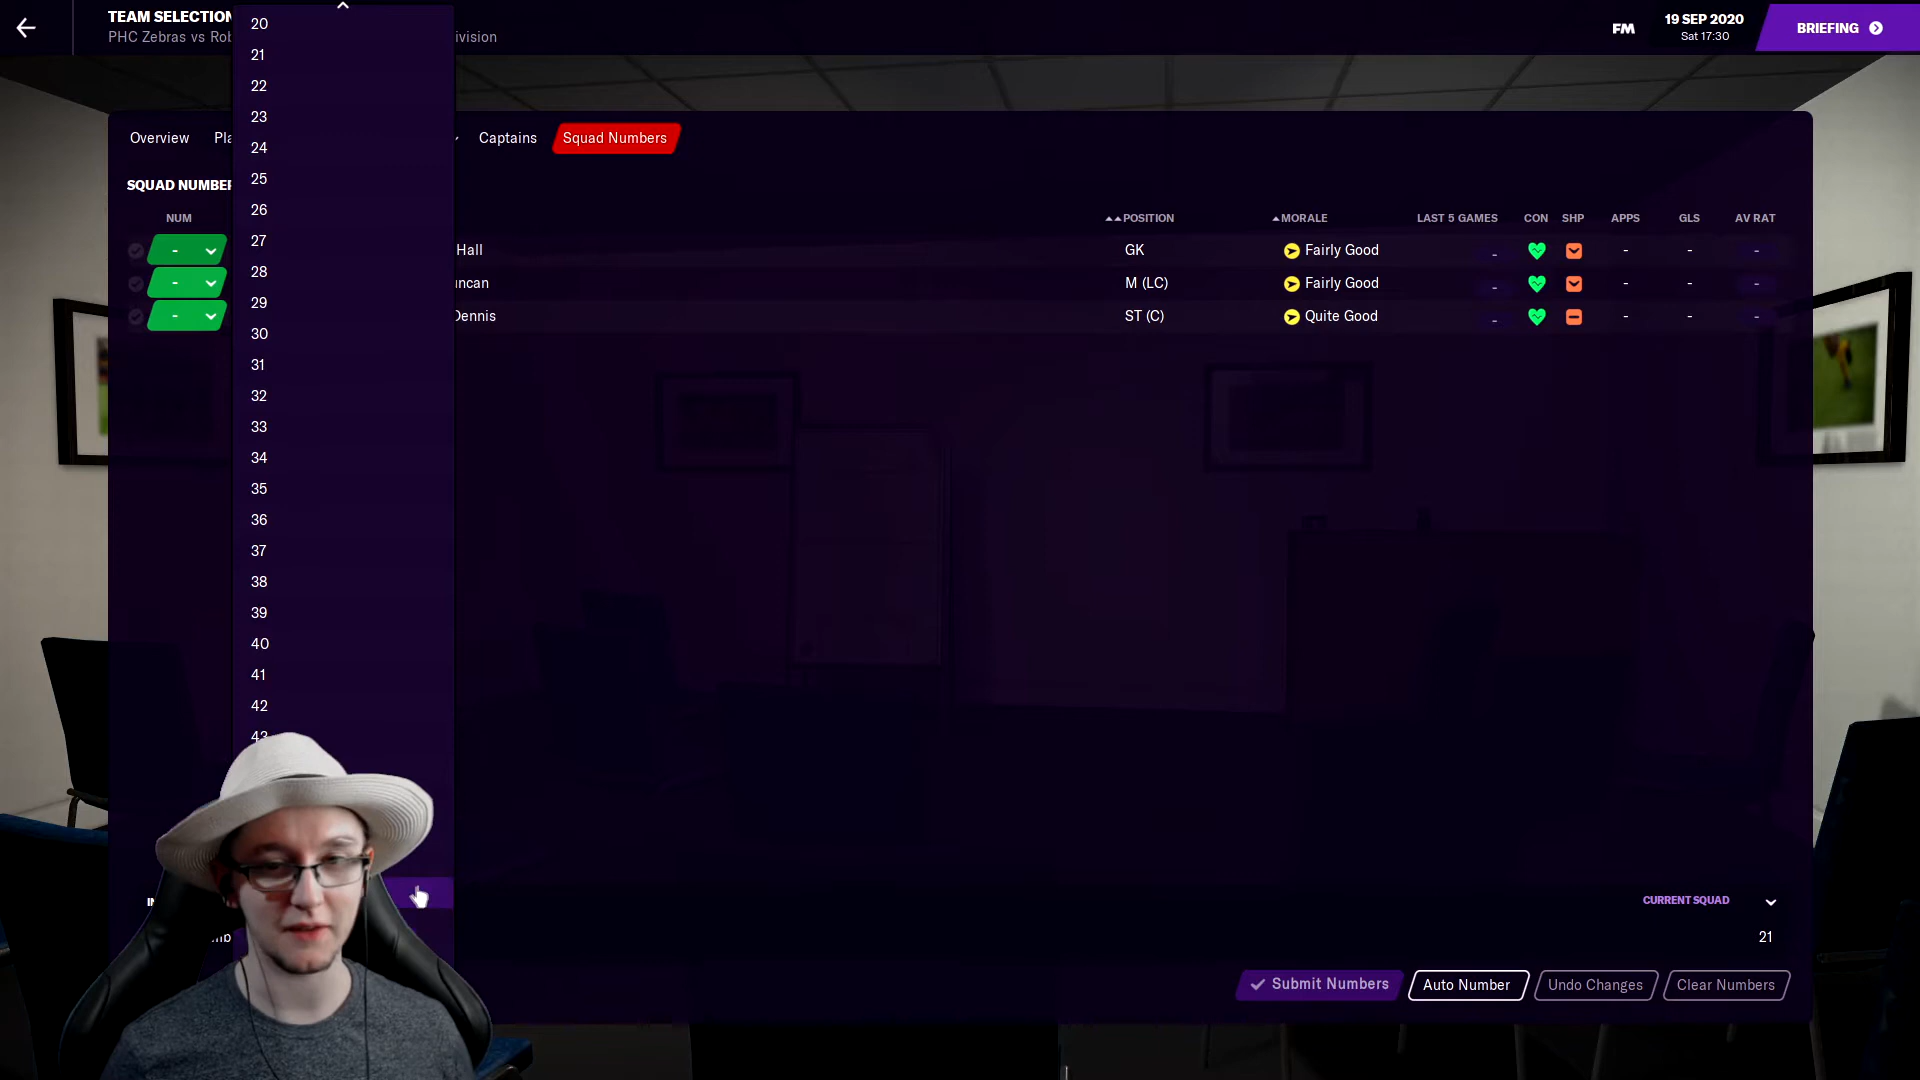 TEAM SELECTION
PHC Zebras vs Rob
ivision
FM
19 SEP 2020
Sat 17:30
BRIEFING
Overview
Captains
Squad Numbers
SQUAD NUMBER
NUM
POSITION
MORALE
LAST 5 GAMES
CON
SHP
APPS
GLS
AV RAT
- Hall GK Fairly Good - - - -
- M (LC) Fairly Good - - - -
- Dennis ST (C) Quite Good - - - -
20
21
22
23
24
25
26
27
28
29
30
31
32
33
34
35
36
37
38
39
40
41
42
43
CURRENT SQUAD
21
Submit Numbers
Auto Number
Undo Changes
Clear Numbers